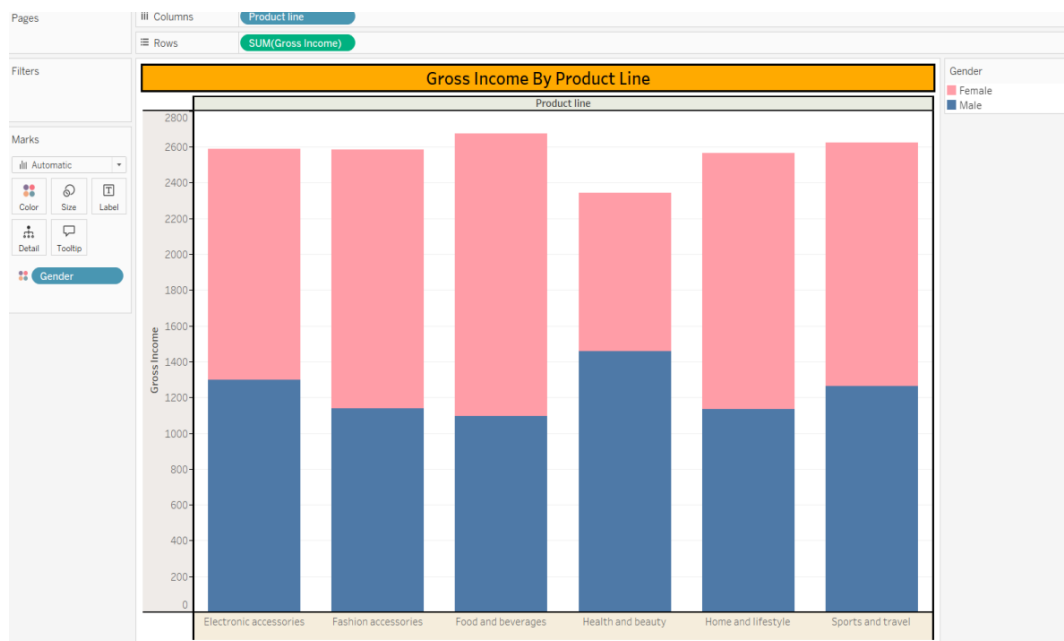 Pages
Columns
Product line
Rows
SUM(Gross Income)
Filters
Marks
Automatic
Color
Size
Label
Detail
Tooltip
Gender
Gross Income By Product Line
Product line
Gross Income
2800
2600
2400
2200
2000
1800
1600
1400
1200
1000
800
600
400
200
0
Electronic accessories
Fashion accessories
Food and beverages
Health and beauty
Home and lifestyle
Sports and travel
Gender
Female
Male